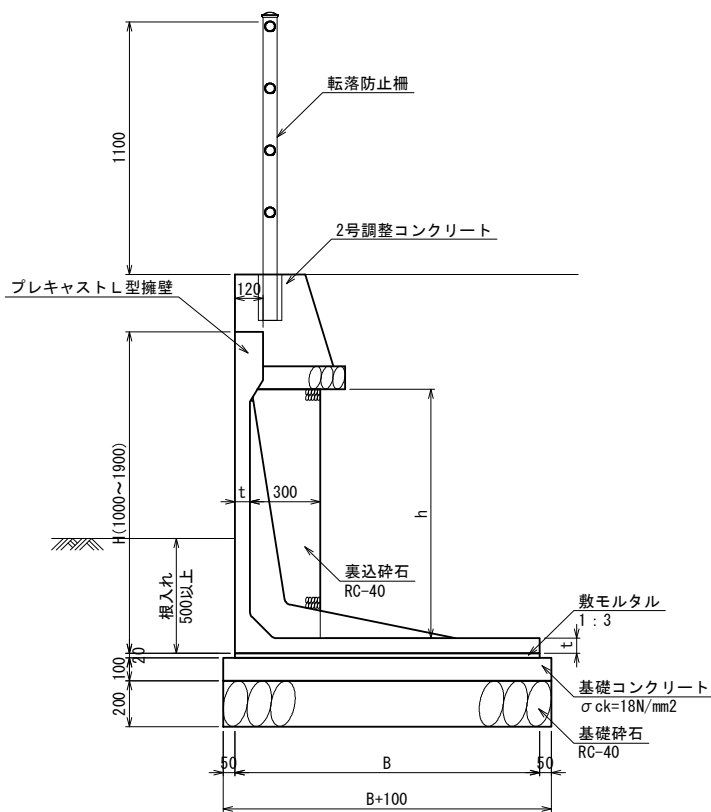 転落防止柵
1100
2号調整コンクリート
プレキャストL型擁壁
120
H(1000～1900)
t
300
h
根入れ
500以上
裏込砕石
RC-40
敷モルタル
1：3
t
20
100
基礎コンクリート
σck=18N/mm2
200
基礎砕石
RC-40
50
B
50
B+100